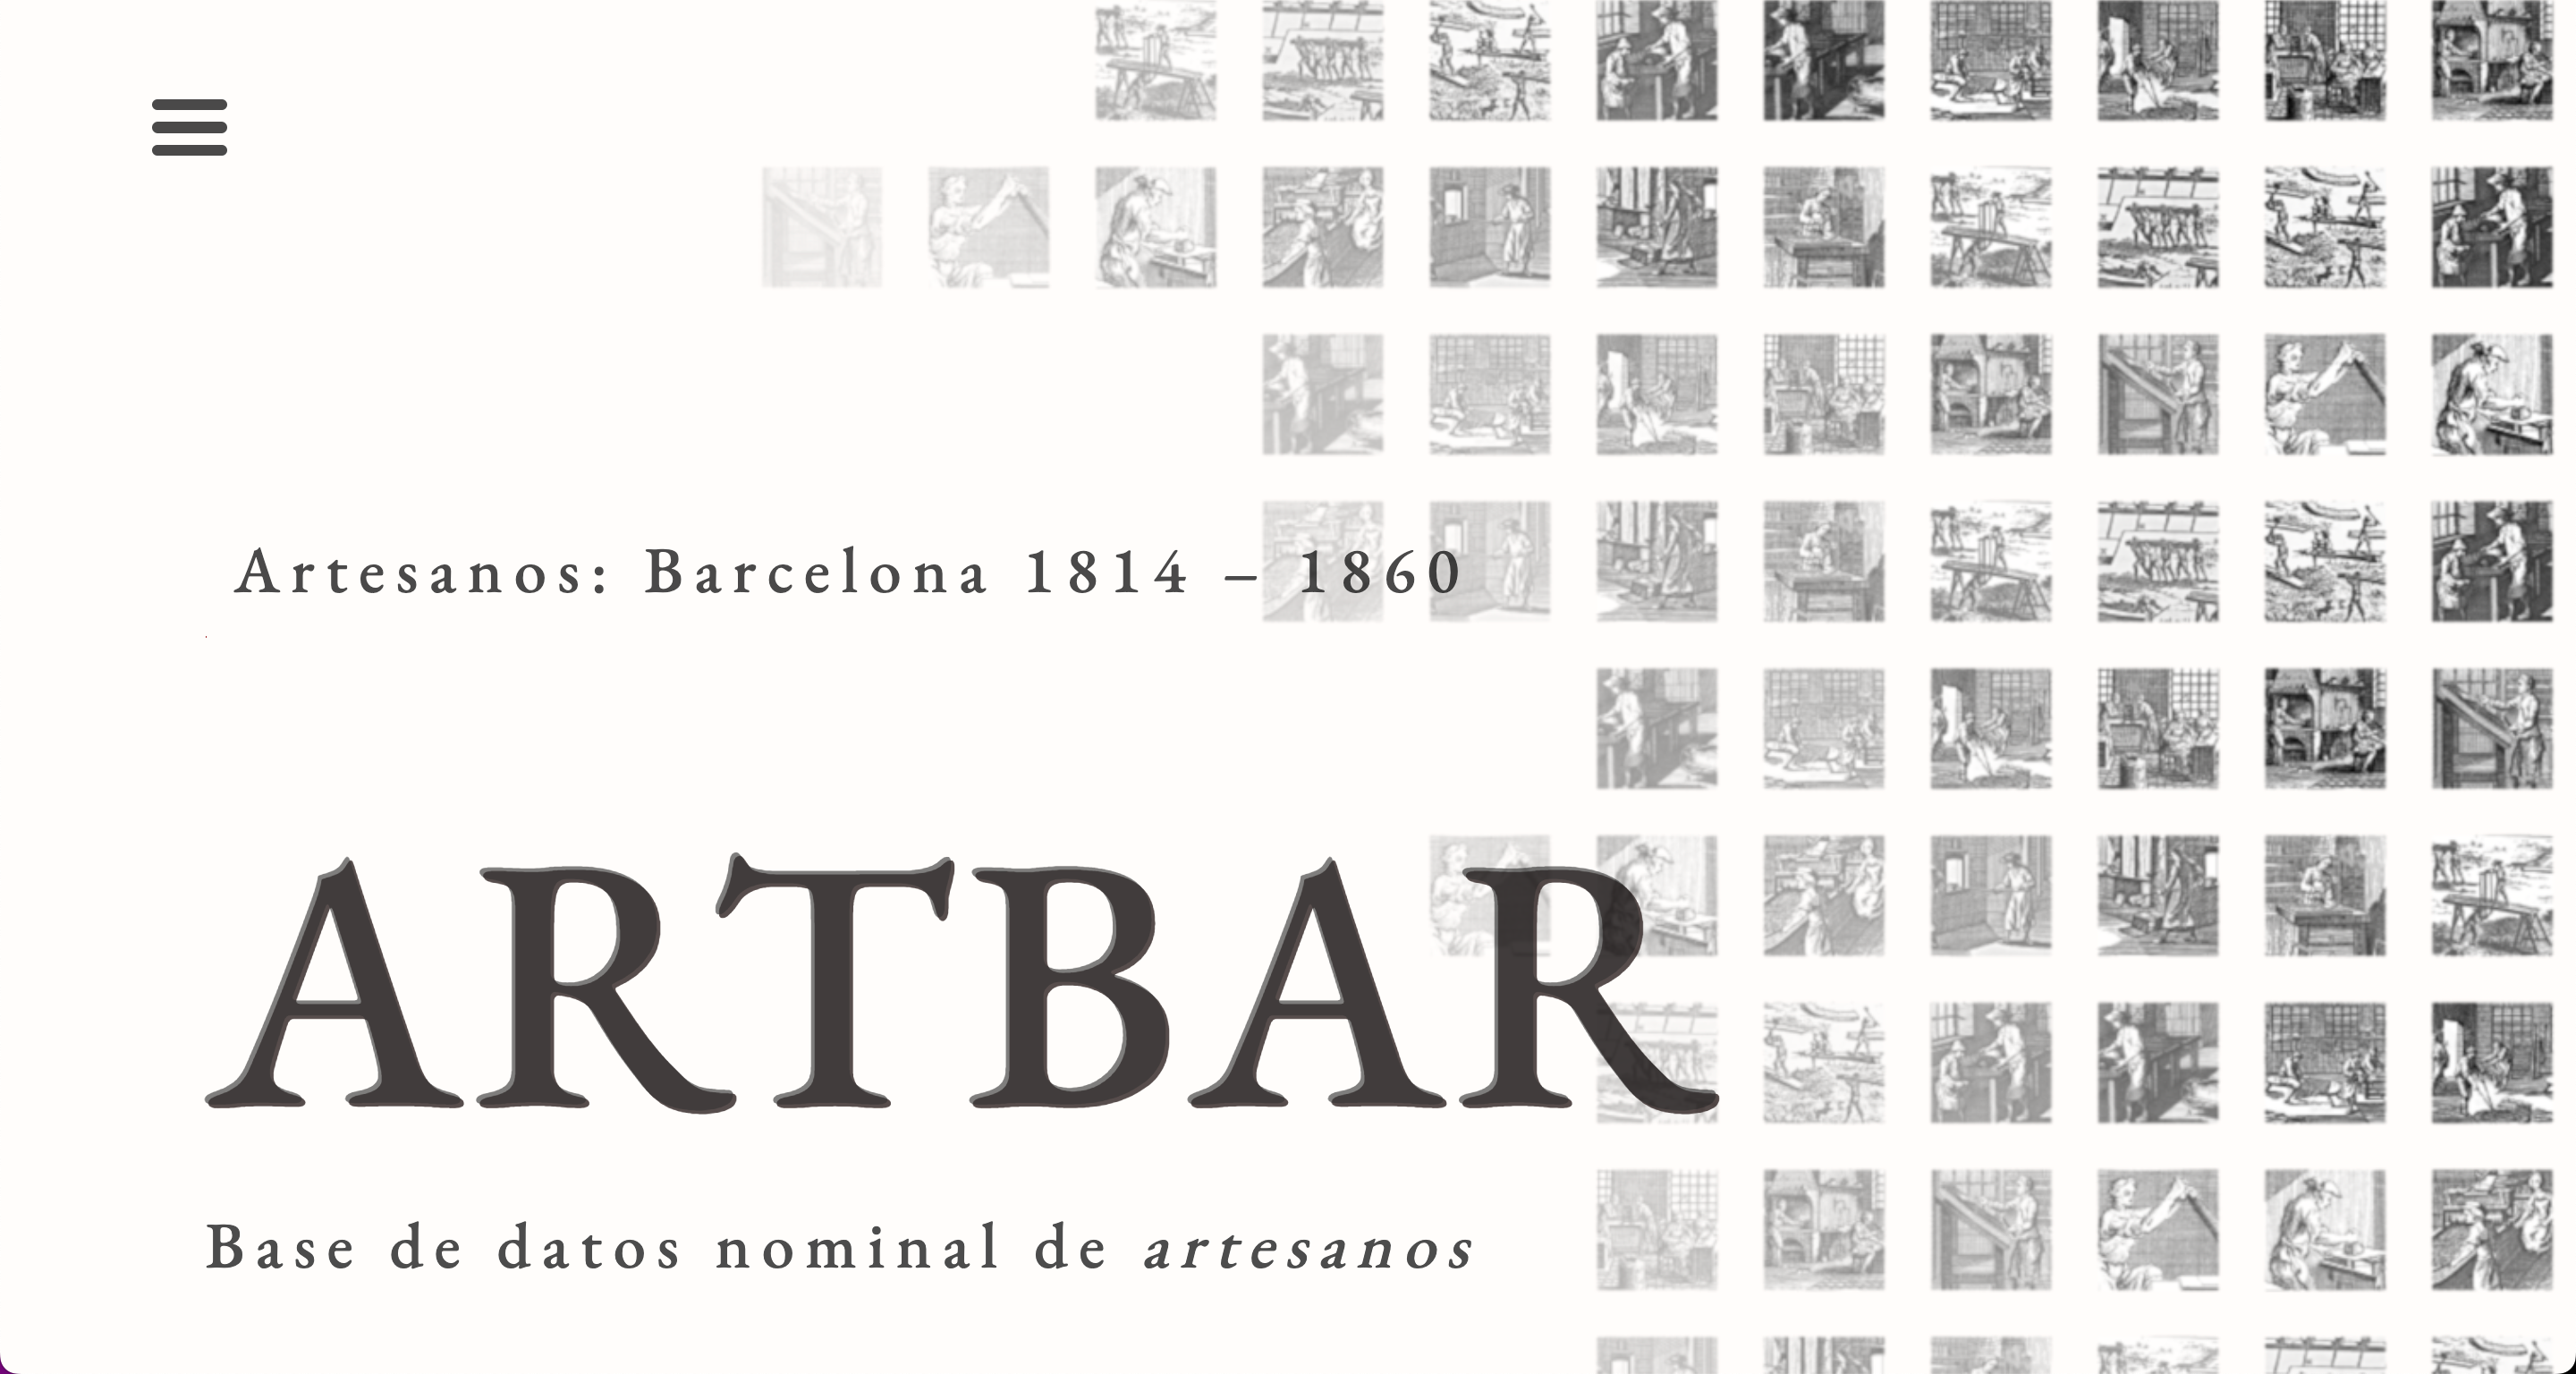 Artesanos: Barcelona 1814 – 1860
ARTBAR
Base de datos nominal de artesanos